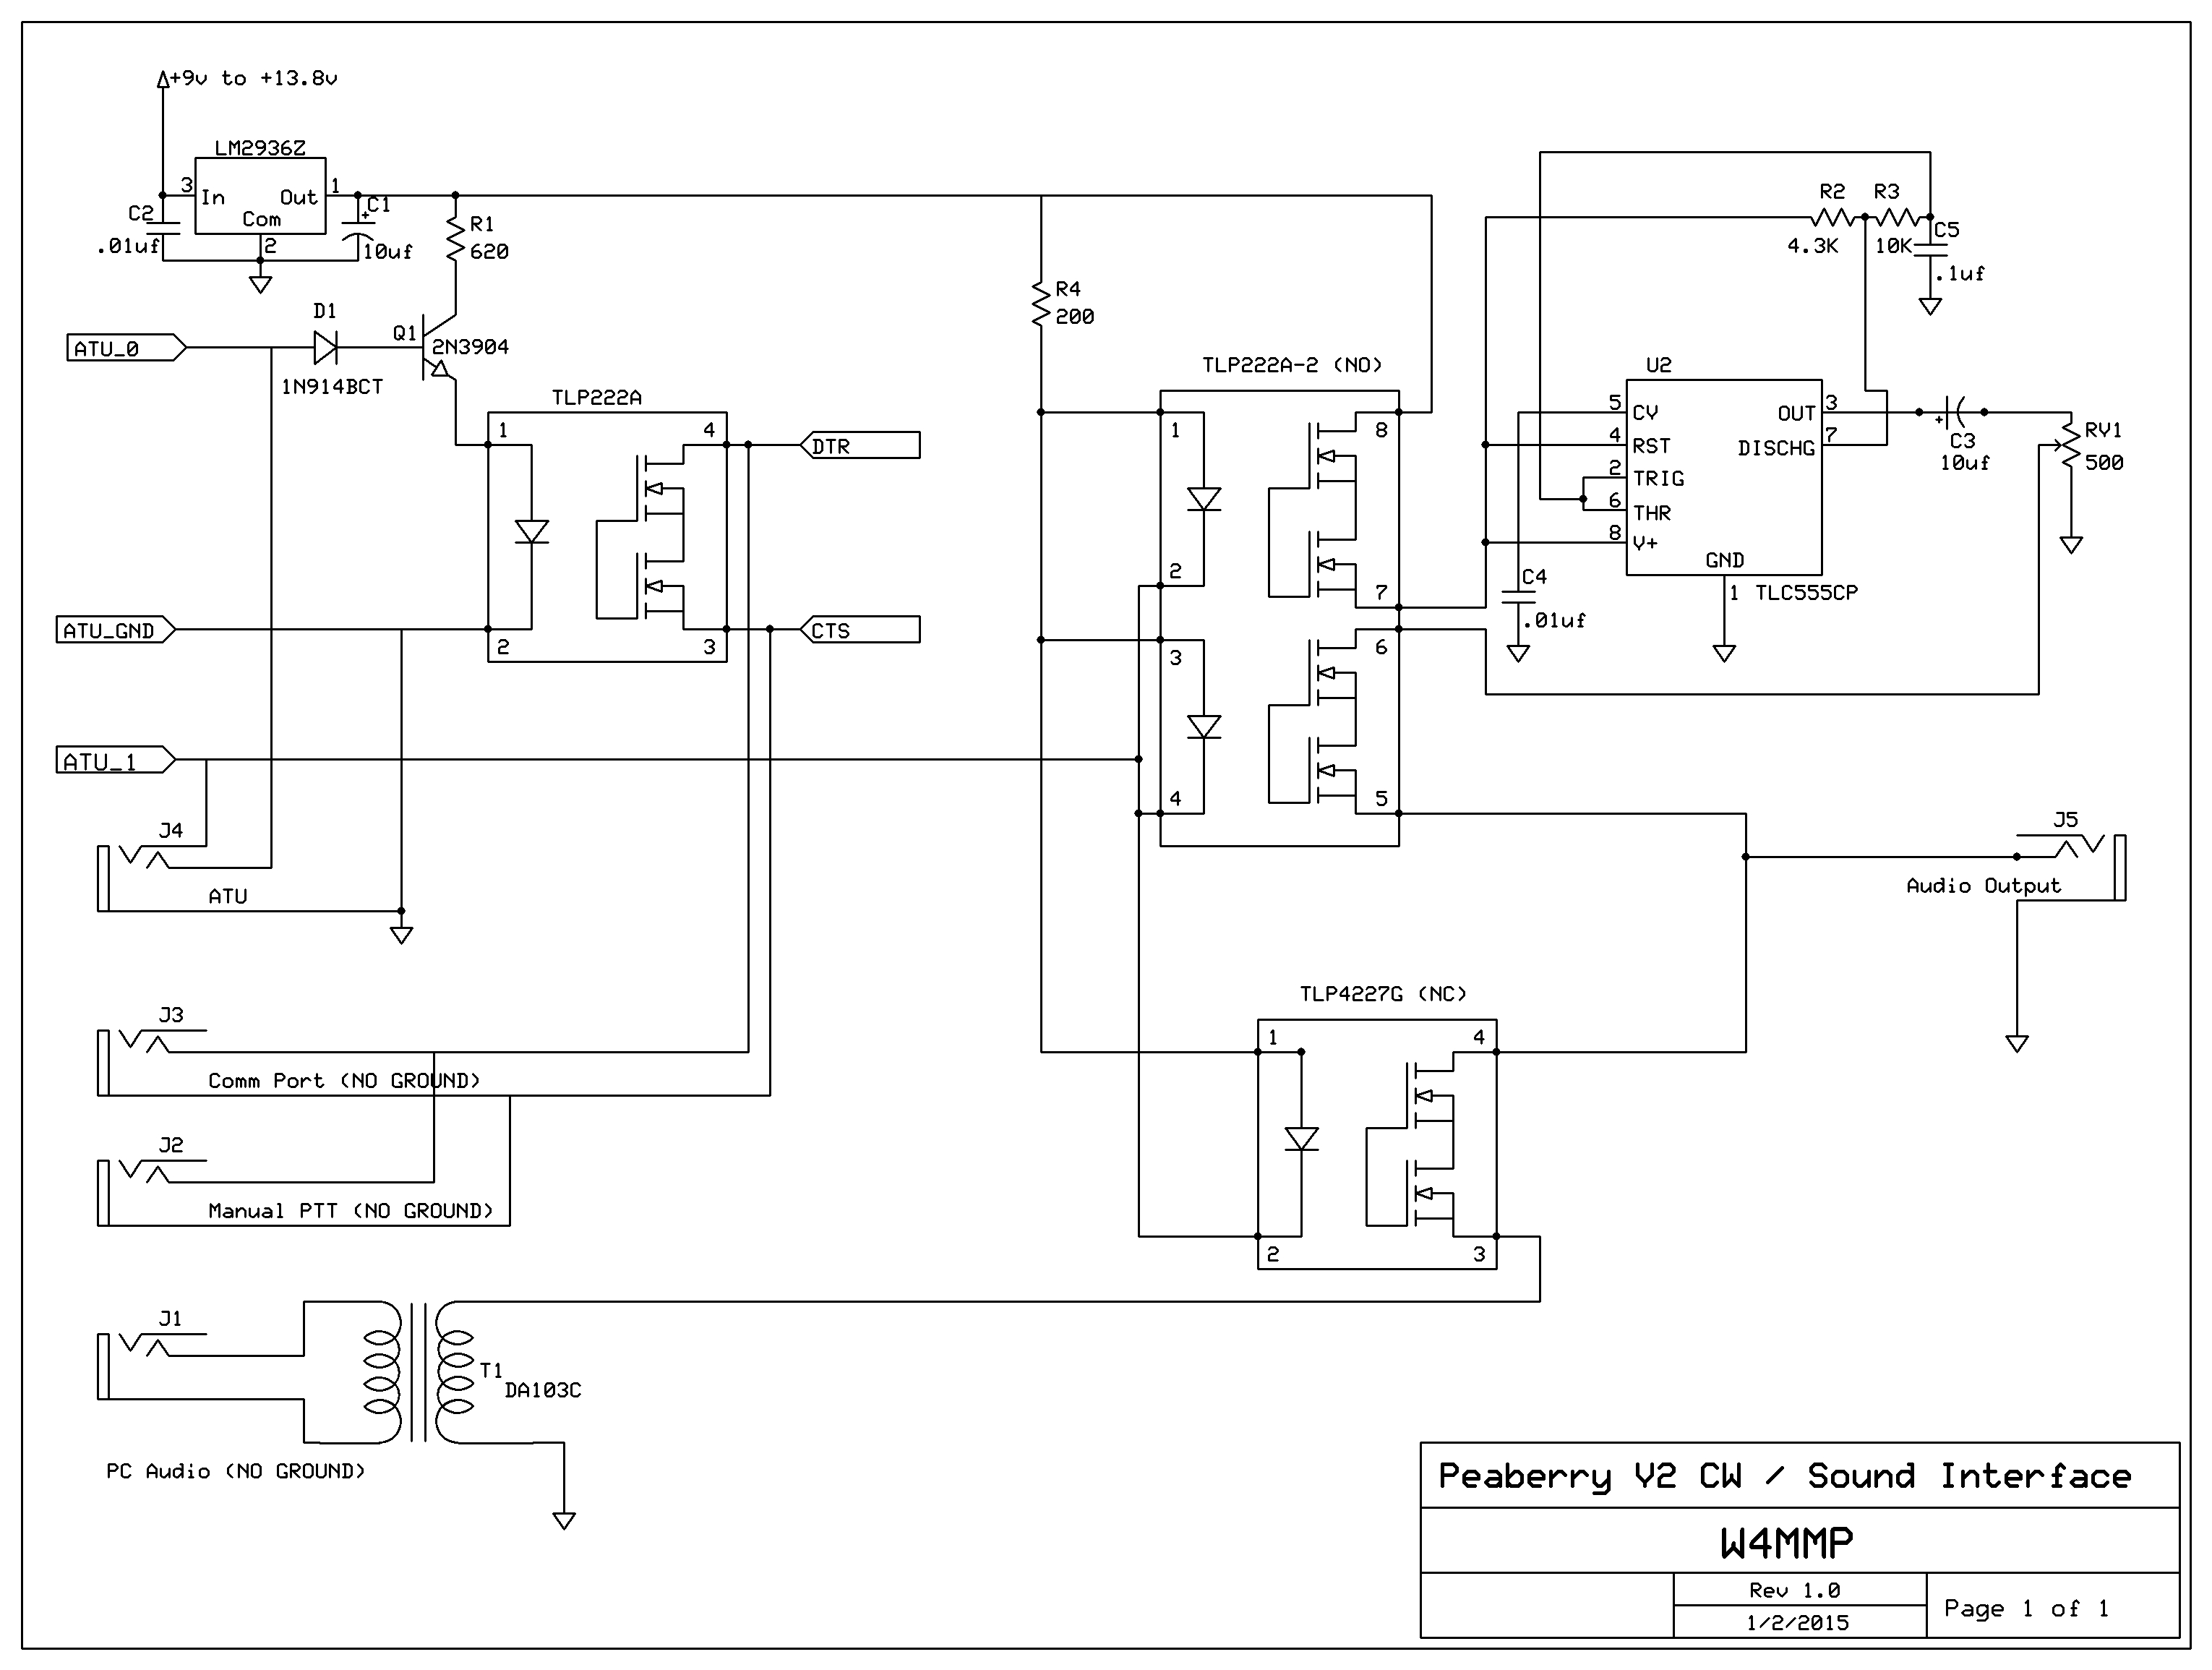 +9v to +13.8v
LM2936Z
3
In
Out
1
Com
2
C2
.01uf
C1
+
10uf
R1
620
D1
ATU_0
1N914BCT
Q1
2N3904
TLP222A
1
4
DTR
ATU_GND
2
3
CTS
ATU_1
J4
ATU
J3
Comm Port (NO GROUND)
J2
Manual PTT (NO GROUND)
J1
T1
DA103C
PC Audio (NO GROUND)
R4
200
TLP222A-2 (NO)
1
8
2
7
3
6
4
5
R2
R3
4.3K
10K
C5
.1uf
U2
5
CV
OUT
3
4
RST
DISCHG
7
2
TRIG
6
THR
8
V+
GND
1
TLC555CP
C4
.01uf
+
C3
10uf
RV1
500
J5
Audio Output
TLP4227G (NC)
1
4
2
3
Peaberry V2 CW / Sound Interface
W4MMP
Rev 1.0
1/2/2015
Page 1 of 1